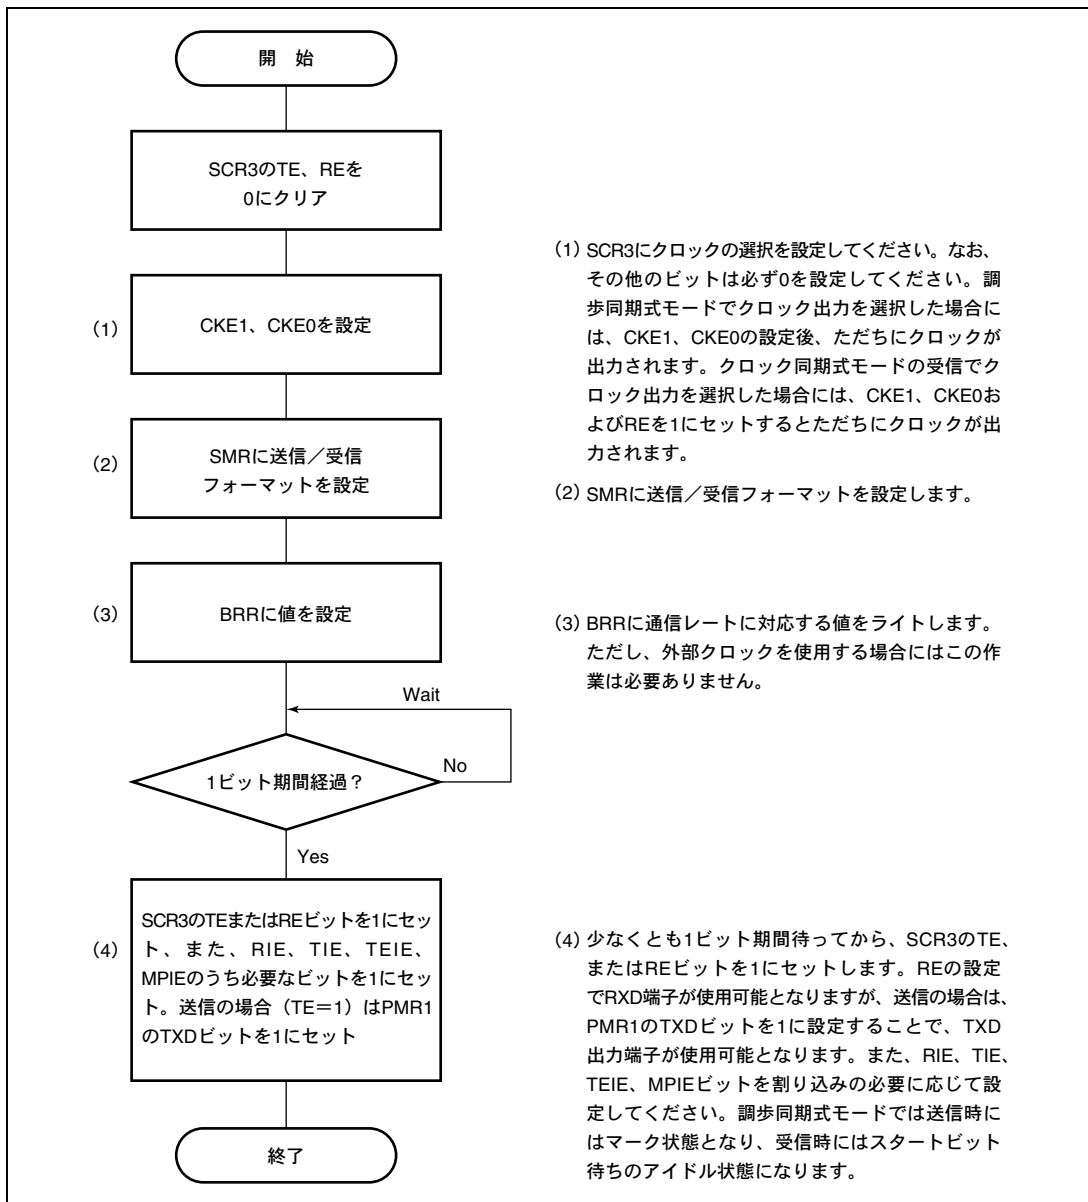 開　始
SCR3のTE、REを
0にクリア
(1)
CKE1、CKE0を設定
(2)
SMRに送信／受信
フォーマットを設定
(3)
BRRに値を設定
Wait
1ビット期間経過？
No
Yes
(4)
SCR3のTEまたはREビットを1にセッ
ト、また、RIE、TIE、TEIE、
MPIEのうち必要なビットを1にセッ
ト。送信の場合（TE＝1）はPMR1
のTXDビットを1にセット
終了
(1) SCR3にクロックの選択を設定してください。なお、
その他のビットは必ず0を設定してください。調
歩同期式モードでクロック出力を選択した場合に
は、CKE1、CKE0の設定後、ただちにクロックが
出力されます。クロック同期式モードの受信でク
ロック出力を選択した場合には、CKE1、CKE0お
よびREを1にセットするとただちにクロックが出
力されます。
(2) SMRに送信／受信フォーマットを設定します。
(3) BRRに通信レートに対応する値をライトします。
ただし、外部クロックを使用する場合にはこの作
業は必要ありません。
(4) 少なくとも1ビット期間待ってから、SCR3のTE、
またはREビットを1にセットします。REの設定
でRXD端子が使用可能となりますが、送信の場合は、
PMR1のTXDビットを1に設定することで、TXD
出力端子が使用可能となります。また、RIE、TIE、
TEIE、MPIEビットを割り込みの必要に応じて設
定してください。調歩同期式モードでは送信時に
はマーク状態となり、受信時にはスタートビット
待ちのアイドル状態になります。